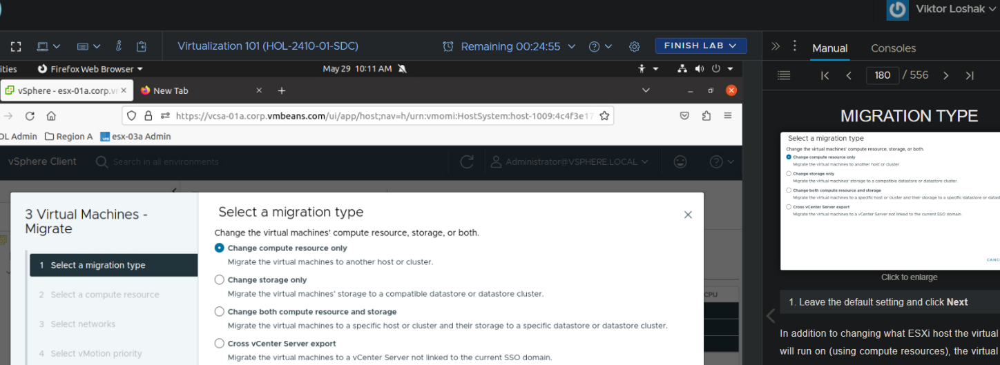 Viktor Loshak
Virtualization 101 (HOL-2410-01-SDC)
Remaining 00:24:55
FINISH LAB
Manual
Consoles
ities
Firefox Web Browser
May 29 10:11 AM
180 / 556
vSphere - esx-01a.corp.v
New Tab
https://vcsa-01a.corp.vmbeans.com/ui/app/host;nav=h/urn:vmomi:HostSystem:host-1009:4c4f3e17
OL Admin
Region A
esx-03a Admin
vSphere Client
Search in all environments
Administrator@VSPHERE.LOCAL
3 Virtual Machines -
Migrate
1 Select a migration type
2 Select a compute resource
3 Select networks
4 Select vMotion priority
Select a migration type
Change the virtual machines' compute resource, storage, or both.
Change compute resource only
Migrate the virtual machines to another host or cluster.
Change storage only
Migrate the virtual machines' storage to a compatible datastore or datastore cluster.
Change both compute resource and storage
Migrate the virtual machines to a specific host or cluster and their storage to a specific datastore or datastore cluster.
Cross vCenter Server export
Migrate the virtual machines to a vCenter Server not linked to the current SSO domain.
CPU
MIGRATION TYPE
Select a migration type
Change the virtual machines' compute resource, storage, or both.
Change compute resource only
Migrate the virtual machines to another host or cluster.
Change storage only
Migrate the virtual machines' storage to a compatible datastore or datastore cluster.
Change both compute resource and storage
Migrate the virtual machines to a specific host or cluster and their storage to a specific datastore or datast
Cross vCenter Server export
Migrate the virtual machines to a vCenter Server not linked to the current SSO domain.
CANC
Click to enlarge
1. Leave the default setting and click Next
In addition to changing what ESXi host the virtual
will run on (using compute resources), the virtual